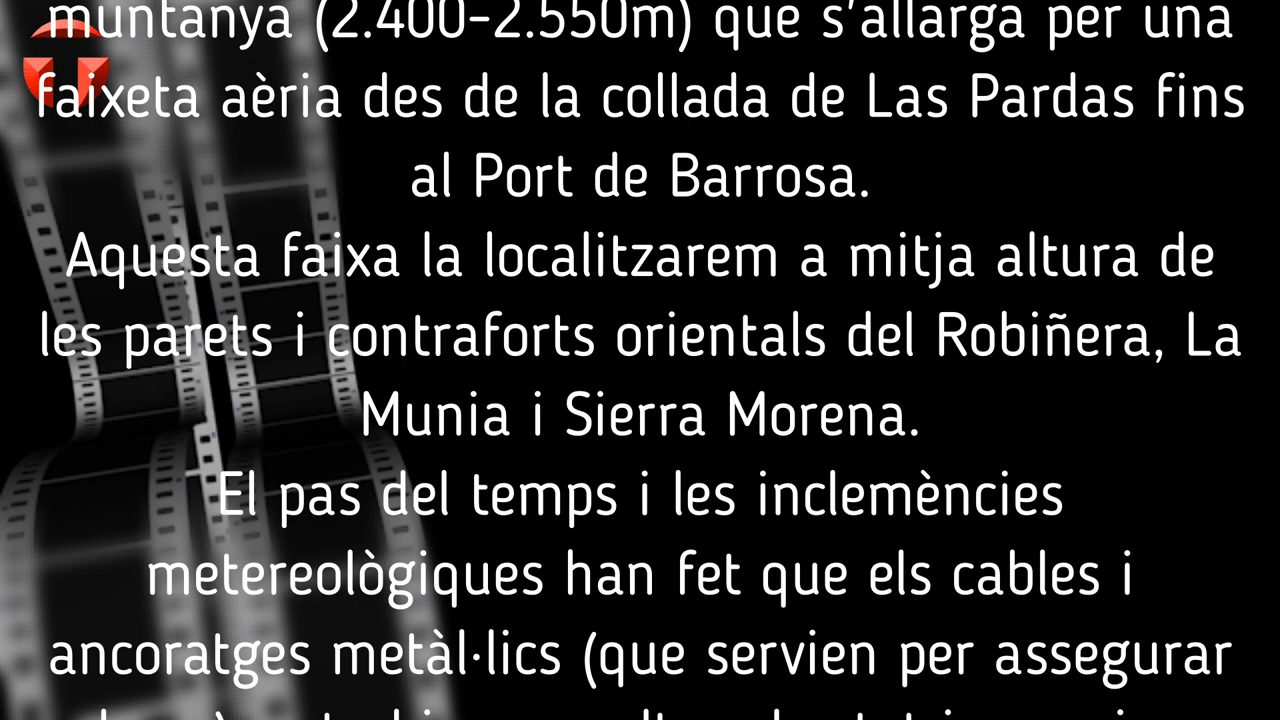 muntanya (2.400-2.550m) que s'allarga per una
faixeta aèria des de la collada de Las Pardas fins
al Port de Barrosa.
Aquesta faixa la localitzarem a mitja altura de
les parets i contraforts orientals del Robiñera, La
Munia i Sierra Morena.
El pas del temps i les inclemències
metereològiques han fet que els cables i
ancoratges metàl·lics (que servien per assegurar